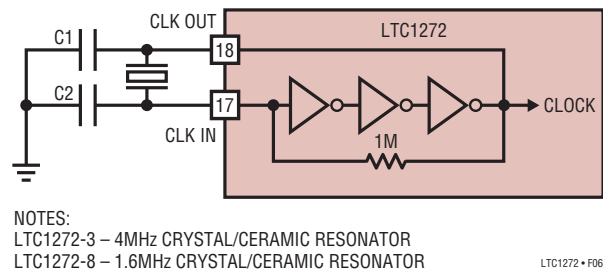 CLK OUT
LTC1272
C1
18
C2
17
CLOCK
CLK IN
1M
NOTES:
LTC1272-3 – 4MHz CRYSTAL/CERAMIC RESONATOR
LTC1272-8 – 1.6MHz CRYSTAL/CERAMIC RESONATOR
LTC1272 • F06